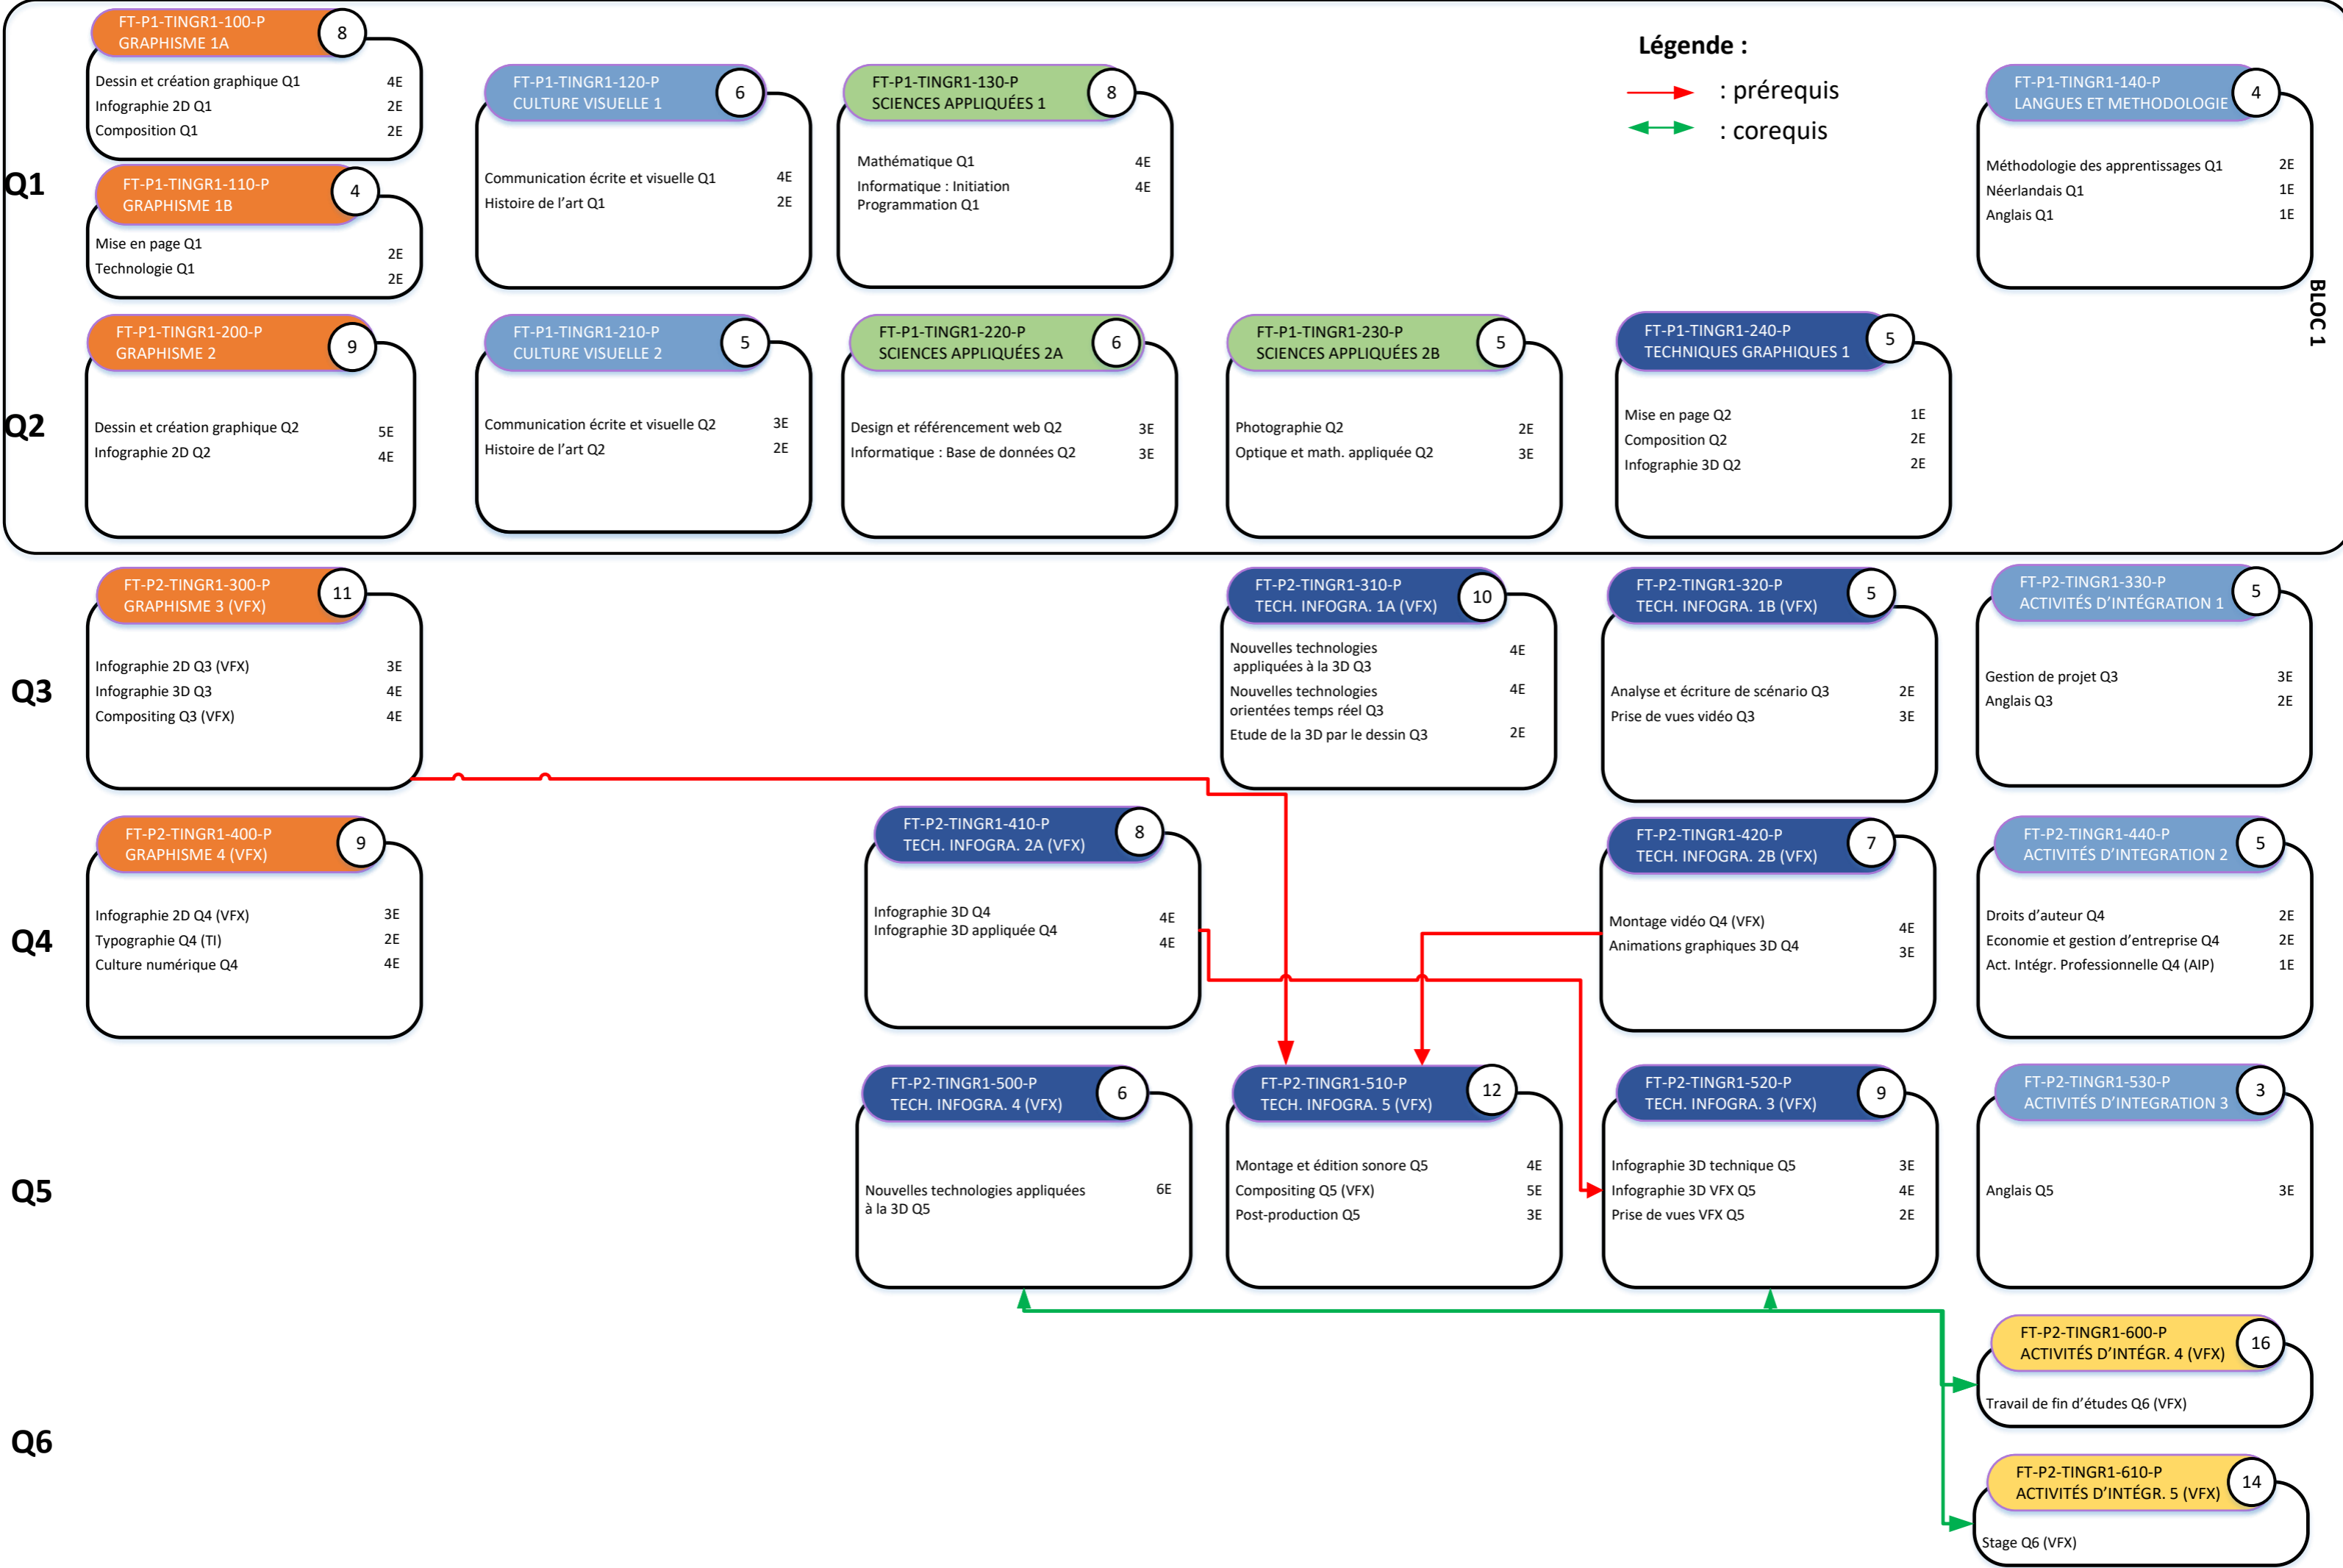 FT-P1-TINGR1-100-P
GRAPHISME 1A
8
Dessin et création graphique Q1 4E
Infographie 2D Q1 2E
Composition Q1 2E
FT-P1-TINGR1-110-P
GRAPHISME 1B
4
Mise en page Q1 2E
Technologie Q1 2E
FT-P1-TINGR1-120-P
CULTURE VISUELLE 1
6
Communication écrite et visuelle Q1 4E
Histoire de l’art Q1 2E
FT-P1-TINGR1-130-P
SCIENCES APPLIQUÉES 1
8
Mathématique Q1 4E
Informatique : Initiation 4E
Programmation Q1
Légende :
: prérequis
: corequis
FT-P1-TINGR1-140-P
LANGUES ET METHODOLOGIE
4
Méthodologie des apprentissages Q1 2E
Néerlandais Q1 1E
Anglais Q1 1E
Q1
BLOC 1
FT-P1-TINGR1-200-P
GRAPHISME 2
9
Dessin et création graphique Q2 5E
Infographie 2D Q2 4E
FT-P1-TINGR1-210-P
CULTURE VISUELLE 2
5
Communication écrite et visuelle Q2 3E
Histoire de l’art Q2 2E
FT-P1-TINGR1-220-P
SCIENCES APPLIQUÉES 2A
6
Design et référencement web Q2 3E
Informatique : Base de données Q2 3E
FT-P1-TINGR1-230-P
SCIENCES APPLIQUÉES 2B
5
Photographie Q2 2E
Optique et math. appliquée Q2 3E
FT-P1-TINGR1-240-P
TECHNIQUES GRAPHIQUES 1
5
Mise en page Q2 1E
Composition Q2 2E
Infographie 3D Q2 2E
Q2
FT-P2-TINGR1-300-P
GRAPHISME 3 (VFX)
11
Infographie 2D Q3 (VFX) 3E
Infographie 3D Q3 4E
Compositing Q3 (VFX) 4E
FT-P2-TINGR1-310-P
TECH. INFOGRA. 1A (VFX)
10
Nouvelles technologies 4E
appliquées à la 3D Q3
Nouvelles technologies 4E
orientées temps réel Q3
Etude de la 3D par le dessin Q3 2E
FT-P2-TINGR1-320-P
TECH. INFOGRA. 1B (VFX)
5
Analyse et écriture de scénario Q3 2E
Prise de vues vidéo Q3 3E
FT-P2-TINGR1-330-P
ACTIVITÉS D’INTÉGRATION 1
5
Gestion de projet Q3 3E
Anglais Q3 2E
Q3
FT-P2-TINGR1-400-P
GRAPHISME 4 (VFX)
9
Infographie 2D Q4 (VFX) 3E
Typographie Q4 (TI) 2E
Culture numérique Q4 4E
FT-P2-TINGR1-410-P
TECH. INFOGRA. 2A (VFX)
8
Infographie 3D Q4 4E
Infographie 3D appliquée Q4 4E
FT-P2-TINGR1-420-P
TECH. INFOGRA. 2B (VFX)
7
Montage vidéo Q4 (VFX) 4E
Animations graphiques 3D Q4 3E
FT-P2-TINGR1-440-P
ACTIVITÉS D’INTEGRATION 2
5
Droits d’auteur Q4 2E
Economie et gestion d’entreprise Q4 2E
Act. Intégr. Professionnelle Q4 (AIP) 1E
Q4
FT-P2-TINGR1-500-P
TECH. INFOGRA. 4 (VFX)
6
Nouvelles technologies appliquées 6E
à la 3D Q5
FT-P2-TINGR1-510-P
TECH. INFOGRA. 5 (VFX)
12
Montage et édition sonore Q5 4E
Compositing Q5 (VFX) 5E
Post-production Q5 3E
FT-P2-TINGR1-520-P
TECH. INFOGRA. 3 (VFX)
9
Infographie 3D technique Q5 3E
Infographie 3D VFX Q5 4E
Prise de vues VFX Q5 2E
FT-P2-TINGR1-530-P
ACTIVITÉS D’INTEGRATION 3
3
Anglais Q5 3E
Q5
FT-P2-TINGR1-600-P
ACTIVITÉS D’INTÉGR. 4 (VFX)
16
Travail de fin d’études Q6 (VFX)
Q6
FT-P2-TINGR1-610-P
ACTIVITÉS D’INTÉGR. 5 (VFX)
14
Stage Q6 (VFX)